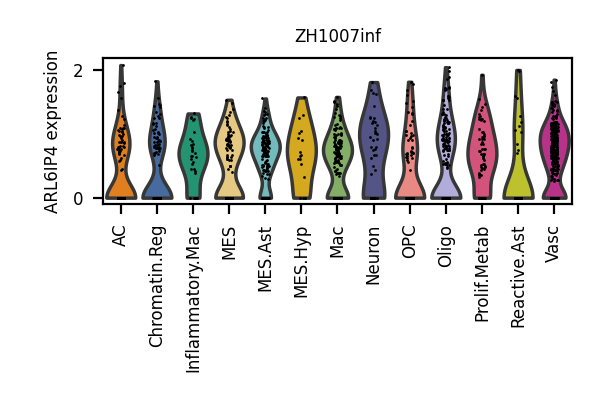 ZH1007inf
ARL6IP4 expression
2
0
AC
Chromatin.Reg
Inflammatory.Mac
MES
MES.Ast
MES.Hyp
Mac
Neuron
OPC
Oligo
Prolif.Metab
Reactive.Ast
Vasc